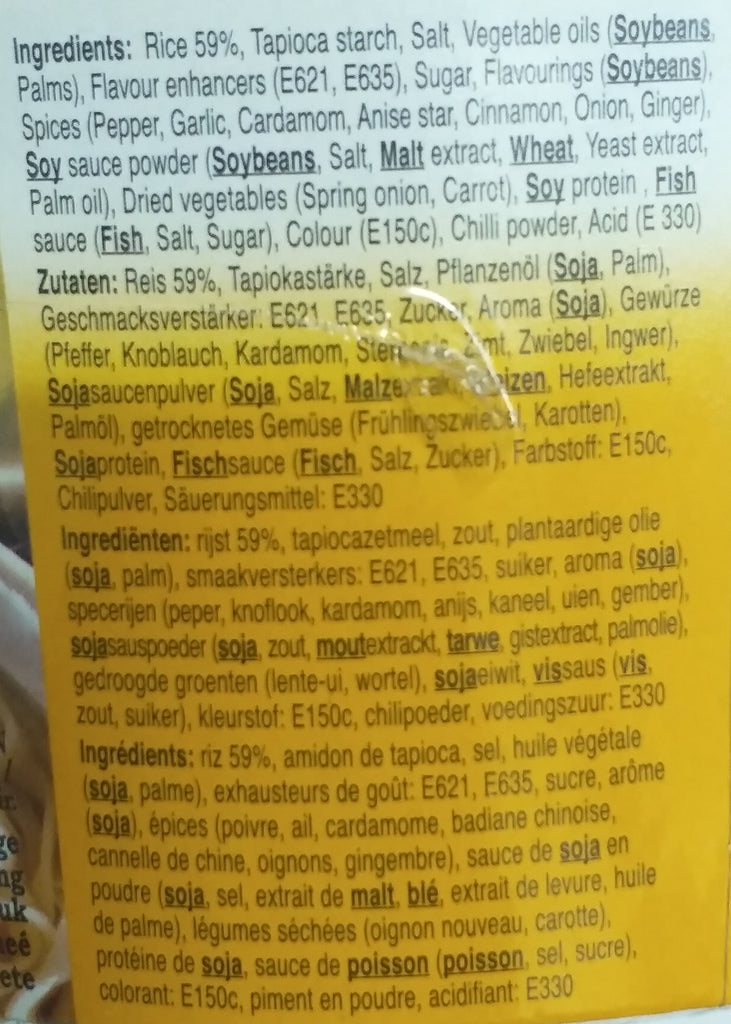 Ingredients: Rice 59%, Tapioca starch, Salt, Vegetable oils (Soybeans,
Palms), Flavour enhancers (E621, E635), Sugar, Flavourings (Soybeans),
Spices (Pepper, Garlic, Cardamom, Anise star, Cinnamon, Onion, Ginger),
Soy sauce powder (Soybeans, Salt, Malt extract, Wheat, Yeast extract,
Palm oil), Dried vegetables (Spring onion, Carrot), Soy protein , Fish
sauce (Fish, Salt, Sugar), Colour (E150c), Chilli powder, Acid (E 330)
Zutaten: Reis 59%, Tapiokastärke, Salz, Pflanzenöl (Soja, Palm),
Geschmacksverstärker: E621, E635, Zucker, Aroma (Soja), Gewürze
(Pfeffer, Knoblauch, Kardamom, Zimt, Zwiebel, Ingwer),
Sojasaucenpulver (Soja, Salz, Malzextrakt, Weizen, Hefeextrakt,
Palmöl), getrocknetes Gemüse (Frühlingszwiebel, Karotten),
Sojaprotein, Fischsauce (Fisch, Salz, Zucker), Farbstoff: E150c,
Chilipulver, Säuerungsmittel: E330
Ingrediënten: rijst 59%, tapiocazetmeel, zout, plantaardige olie
(soja, palm), smaakversterkers: E621, E635, suiker, aroma (soja),
specerijen (peper, knoflook, kardamom, anijs, kaneel, uien, gember),
sojasauspoeder (soja, zout, moutextrackt, tarwe, gistextract, palmolie),
gedroogde groenten (lente-ui, wortel), sojaeiwit, vissaus (vis,
zout, suiker), kleurstof: E150c, chilipoeder, voedingszuur: E330
Ingrédients: riz 59%, amidon de tapioca, sel, huile végétale
(soja, palme), exhausteurs de goût: E621, E635, sucre, arôme
(soja), épices (poivre, ail, cardamome, badiane chinoise,
cannelle de chine, oignons, gingembre), sauce de soja en
poudre (soja, sel, extrait de malt, blé, extrait de levure, huile
de palme), légumes séchées (oignon nouveau, carotte),
protéine de soja, sauce de poisson (poisson, sel, sucre),
colorant: E150c, piment en poudre, acidifiant: E330